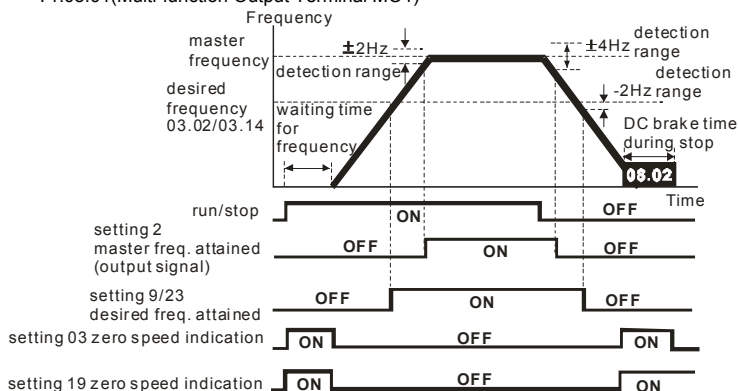 Frequency
master
frequency
±2Hz
detection range
±4Hz
detection
range
detection
range
-2Hz
desired
frequency
03.02/03.14
waiting time
for
frequency
DC brake time
during stop
08.02
Time
run/stop
ON
OFF
setting 2
master freq. attained
(output signal)
OFF
ON
OFF
setting 9/23
desired freq. attained
OFF
ON
OFF
setting 03 zero speed indication
ON
OFF
ON
setting 19 zero speed indication
ON
OFF
ON